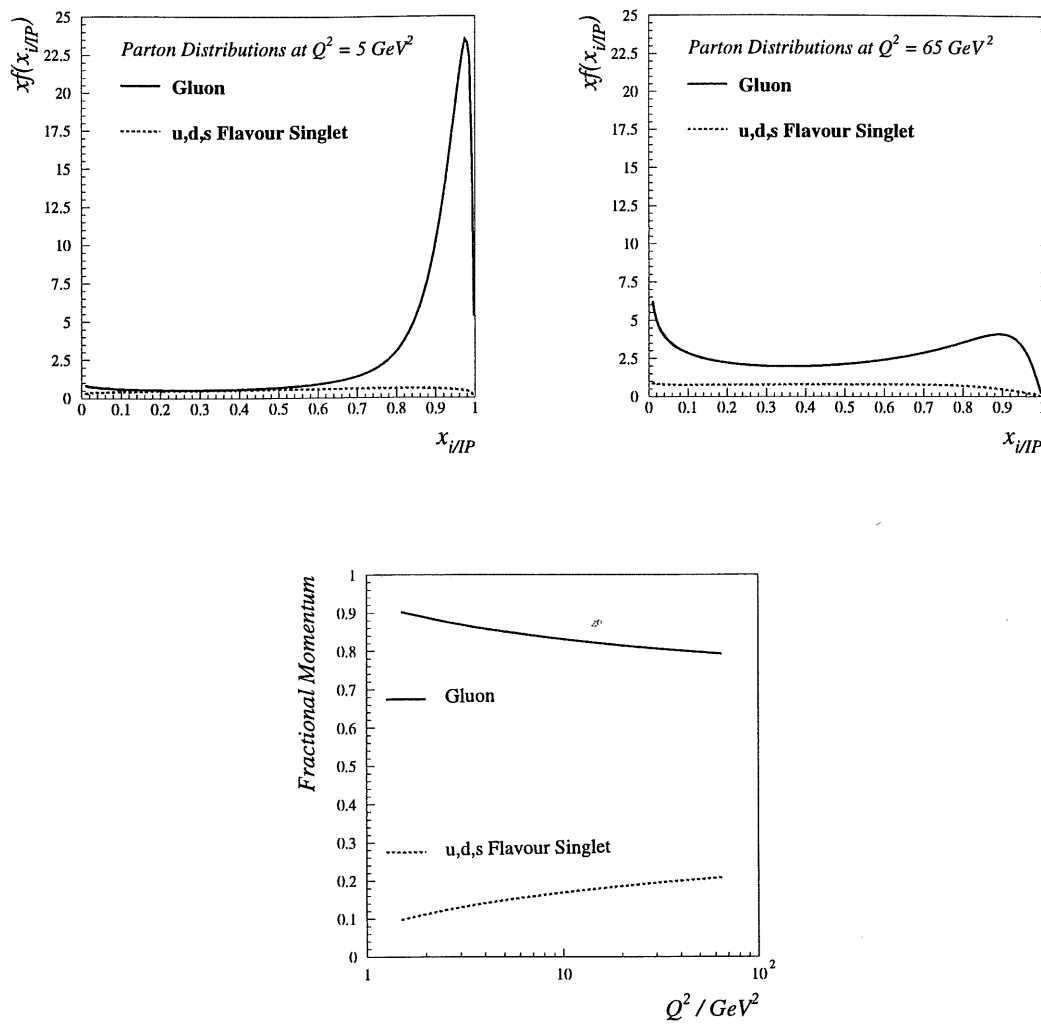 xf(x_{i/IP})
25
22.5
20
17.5
15
12.5
10
7.5
5
2.5
0
Parton Distributions at Q² = 5 GeV²
Gluon
u,d,s Flavour Singlet
0 0.1 0.2 0.3 0.4 0.5 0.6 0.7 0.8 0.9 1
x_{i/IP}
xf(x_{i/IP})
25
22.5
20
17.5
15
12.5
10
7.5
5
2.5
0
Parton Distributions at Q² = 65 GeV²
Gluon
u,d,s Flavour Singlet
0 0.1 0.2 0.3 0.4 0.5 0.6 0.7 0.8 0.9 1
x_{i/IP}
Fractional Momentum
1
0.9
0.8
0.7
0.6
0.5
0.4
0.3
0.2
0.1
0
Gluon
u,d,s Flavour Singlet
1 10 10²
Q² / GeV²